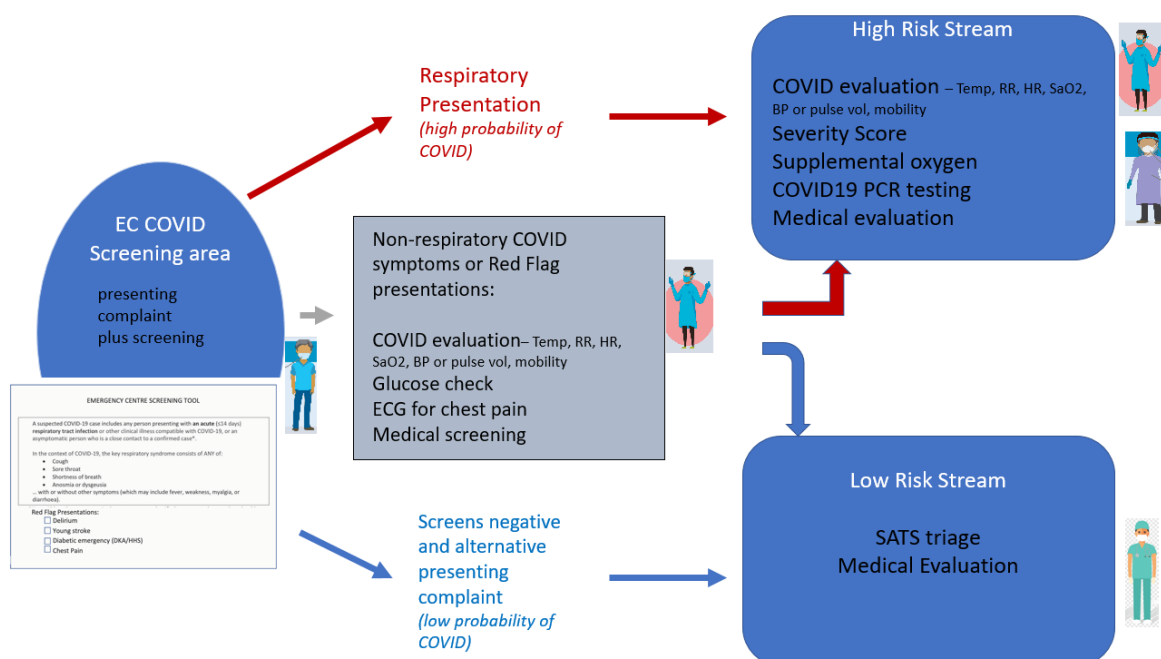 EC COVID
Screening area
presenting
complaint
plus screening
EMERGENCY CENTRE SCREENING TOOL
A suspected COVID-19 case includes any person presenting with an acute (≤14 days)
respiratory tract infection or other clinical illness compatible with COVID-19, or an
asymptomatic person who is a close contact to a confirmed case*.
In the context of COVID-19, the key respiratory syndrome consists of ANY of:
• Cough
• Sore throat
• Shortness of breath
• Anosmia or dysgeusia
... with or without other symptoms (which may include fever, weakness, myalgia, or
diarrhoea).
Red Flag Presentations:
Delirium
Young stroke
Diabetic emergency (DKA/HHS)
Chest Pain
Respiratory
Presentation
(high probability of
COVID)
Non-respiratory COVID
symptoms or Red Flag
presentations:
COVID evaluation– Temp, RR, HR,
SaO2, BP or pulse vol, mobility
Glucose check
ECG for chest pain
Medical screening
Screens negative
and alternative
presenting
complaint
(low probability of
COVID)
High Risk Stream
COVID evaluation – Temp, RR, HR, SaO2,
BP or pulse vol, mobility
Severity Score
Supplemental oxygen
COVID19 PCR testing
Medical evaluation
Low Risk Stream
SATS triage
Medical Evaluation